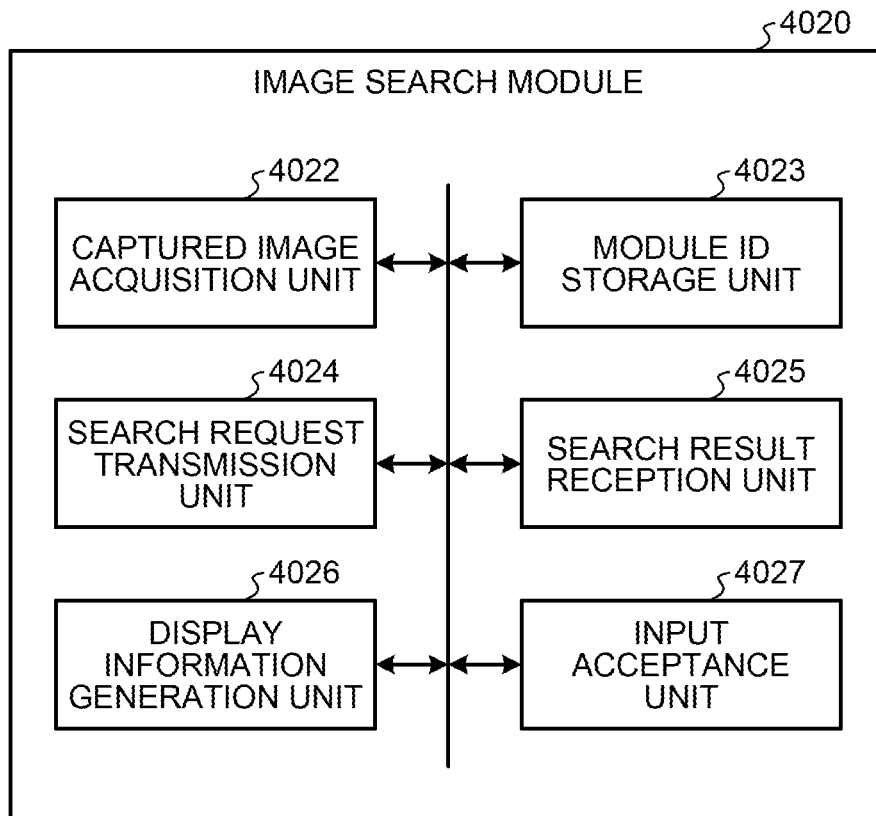 4020
IMAGE SEARCH MODULE
4022
CAPTURED IMAGE
ACQUISITION UNIT
4023
MODULE ID
STORAGE UNIT
4024
SEARCH REQUEST
TRANSMISSION
UNIT
4025
SEARCH RESULT
RECEPTION UNIT
4026
DISPLAY
INFORMATION
GENERATION UNIT
4027
INPUT
ACCEPTANCE
UNIT